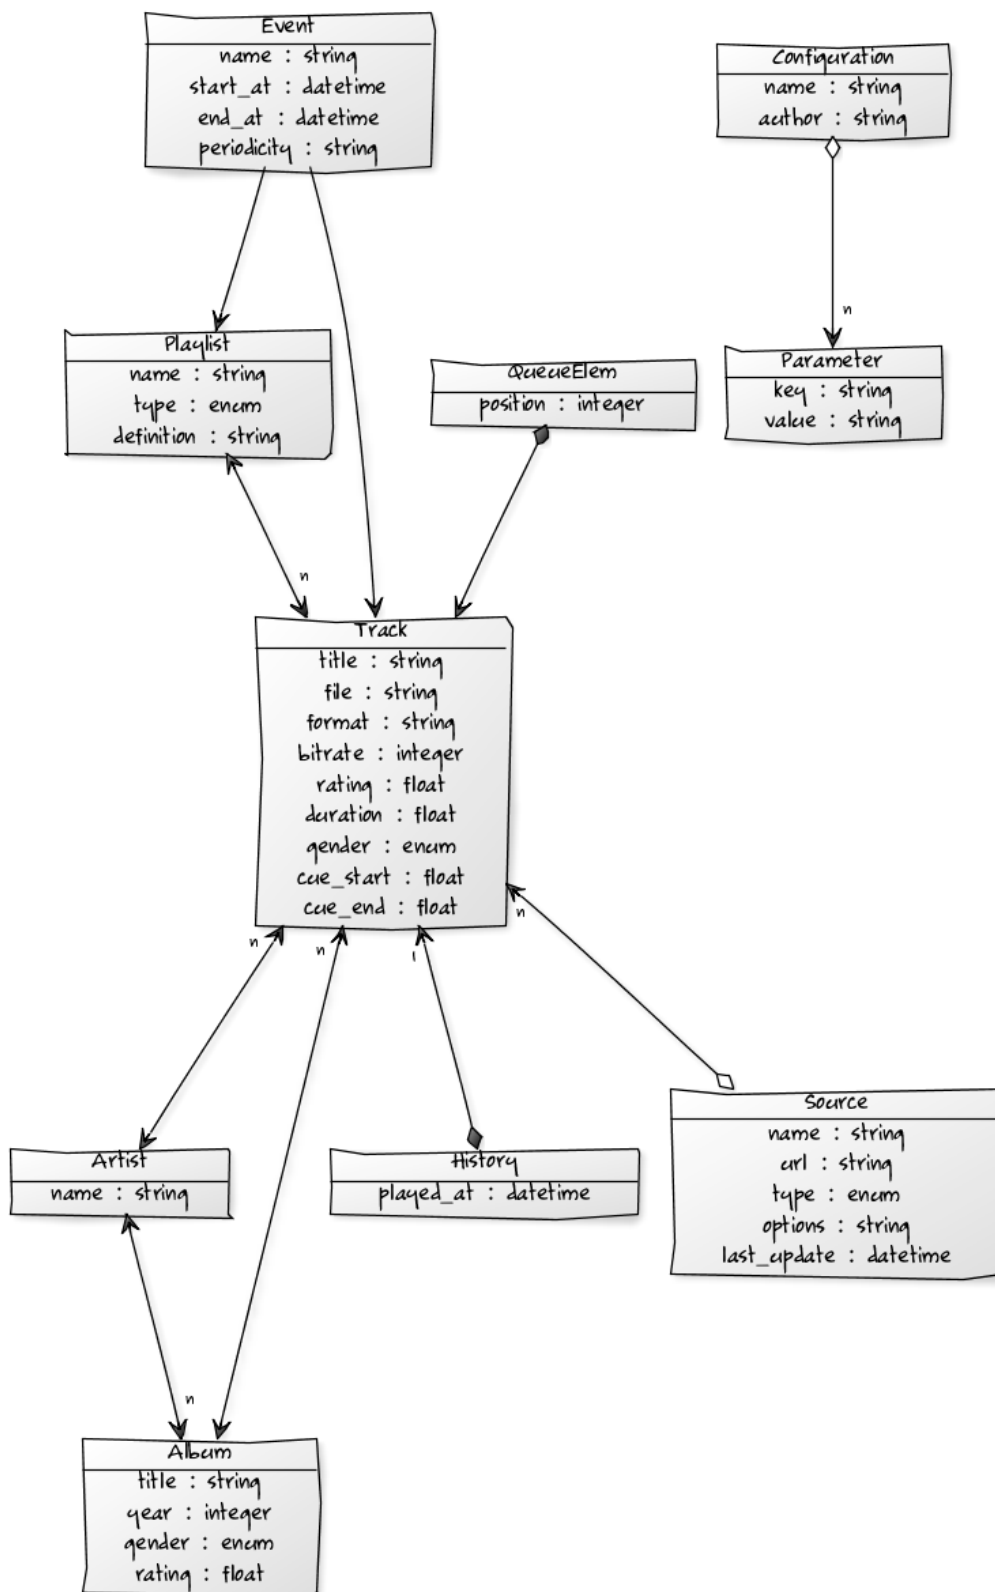 Event
name : string
start_at : datetime
end_at : datetime
periodicity : string
Configuration
name : string
author : string
n
Playlist
name : string
type : enum
definition : string
QueueElem
position : integer
Parameter
key : string
value : string
n
Track
title : string
file : string
format : string
bitrate : integer
rating : float
duration : float
gender : enum
cue_start : float
cue_end : float
n
n
n
1
Artist
name : string
History
played_at : datetime
Source
name : string
url : string
type : enum
options : string
last_update : datetime
n
Album
title : string
year : integer
gender : enum
rating : float